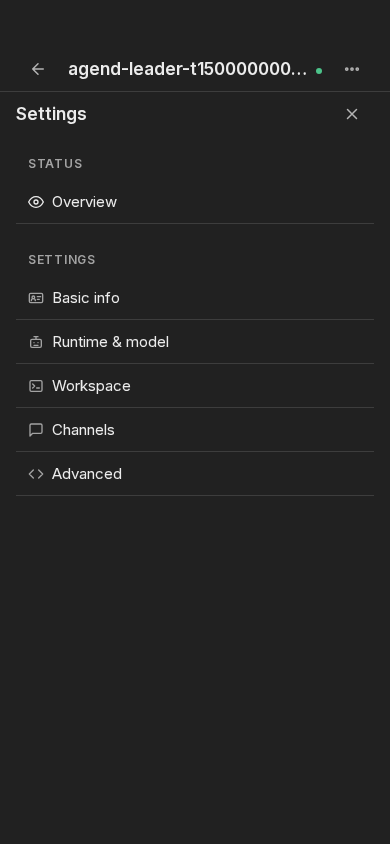 agend-leader-t150000000…
Settings
STATUS
Overview
SETTINGS
Basic info
Runtime & model
Workspace
Channels
Advanced